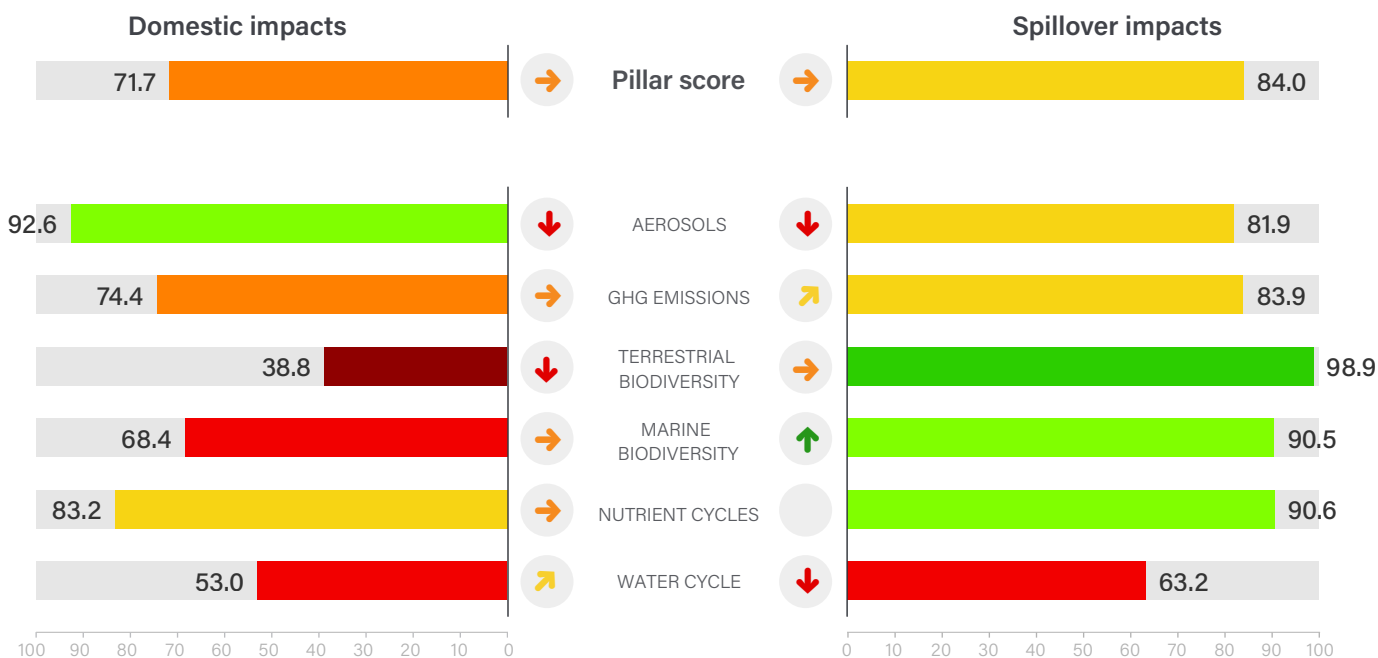 Domestic impacts
Spillover impacts
71.7
Pillar score
84.0
92.6
AEROSOLS
81.9
74.4
GHG EMISSIONS
83.9
38.8
TERRESTRIAL
BIODIVERSITY
98.9
68.4
MARINE
BIODIVERSITY
90.5
83.2
NUTRIENT CYCLES
90.6
53.0
WATER CYCLE
63.2
100 90 80 70 60 50 40 30 20 10 0
0 10 20 30 40 50 60 70 80 90 100